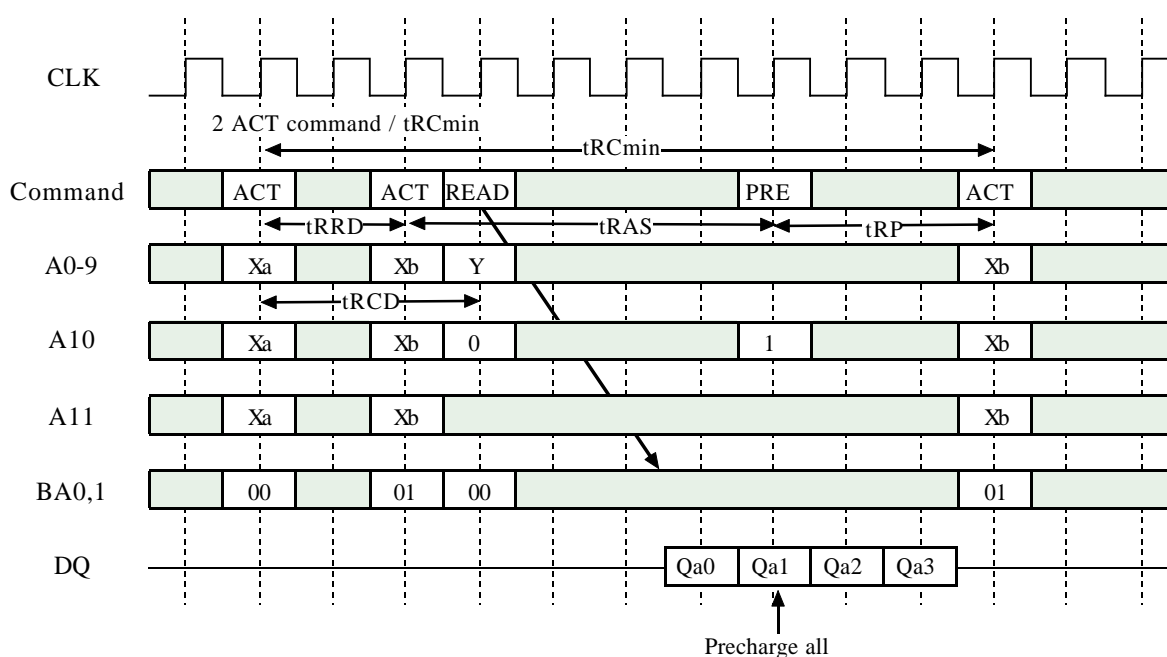 CLK
2 ACT command / tRCmin
tRCmin
Command ACT ACT READ PRE ACT
tRRD tRAS tRP
A0-9 Xa Xb Y Xb
tRCD
A10 Xa Xb 0 1 Xb
A11 Xa Xb Xb
BA0,1 00 01 00 01
DQ Qa0 Qa1 Qa2 Qa3
Precharge all